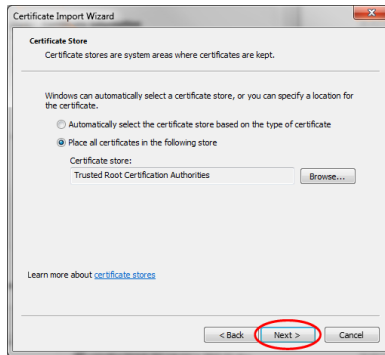 Certificate Import Wizard
Certificate Store
Certificate stores are system areas where certificates are kept.
Windows can automatically select a certificate store, or you can specify a location for
the certificate.
Automatically select the certificate store based on the type of certificate
Place all certificates in the following store
Certificate store:
Trusted Root Certification Authorities
Browse...
Learn more about certificate stores
< Back
Next >
Cancel